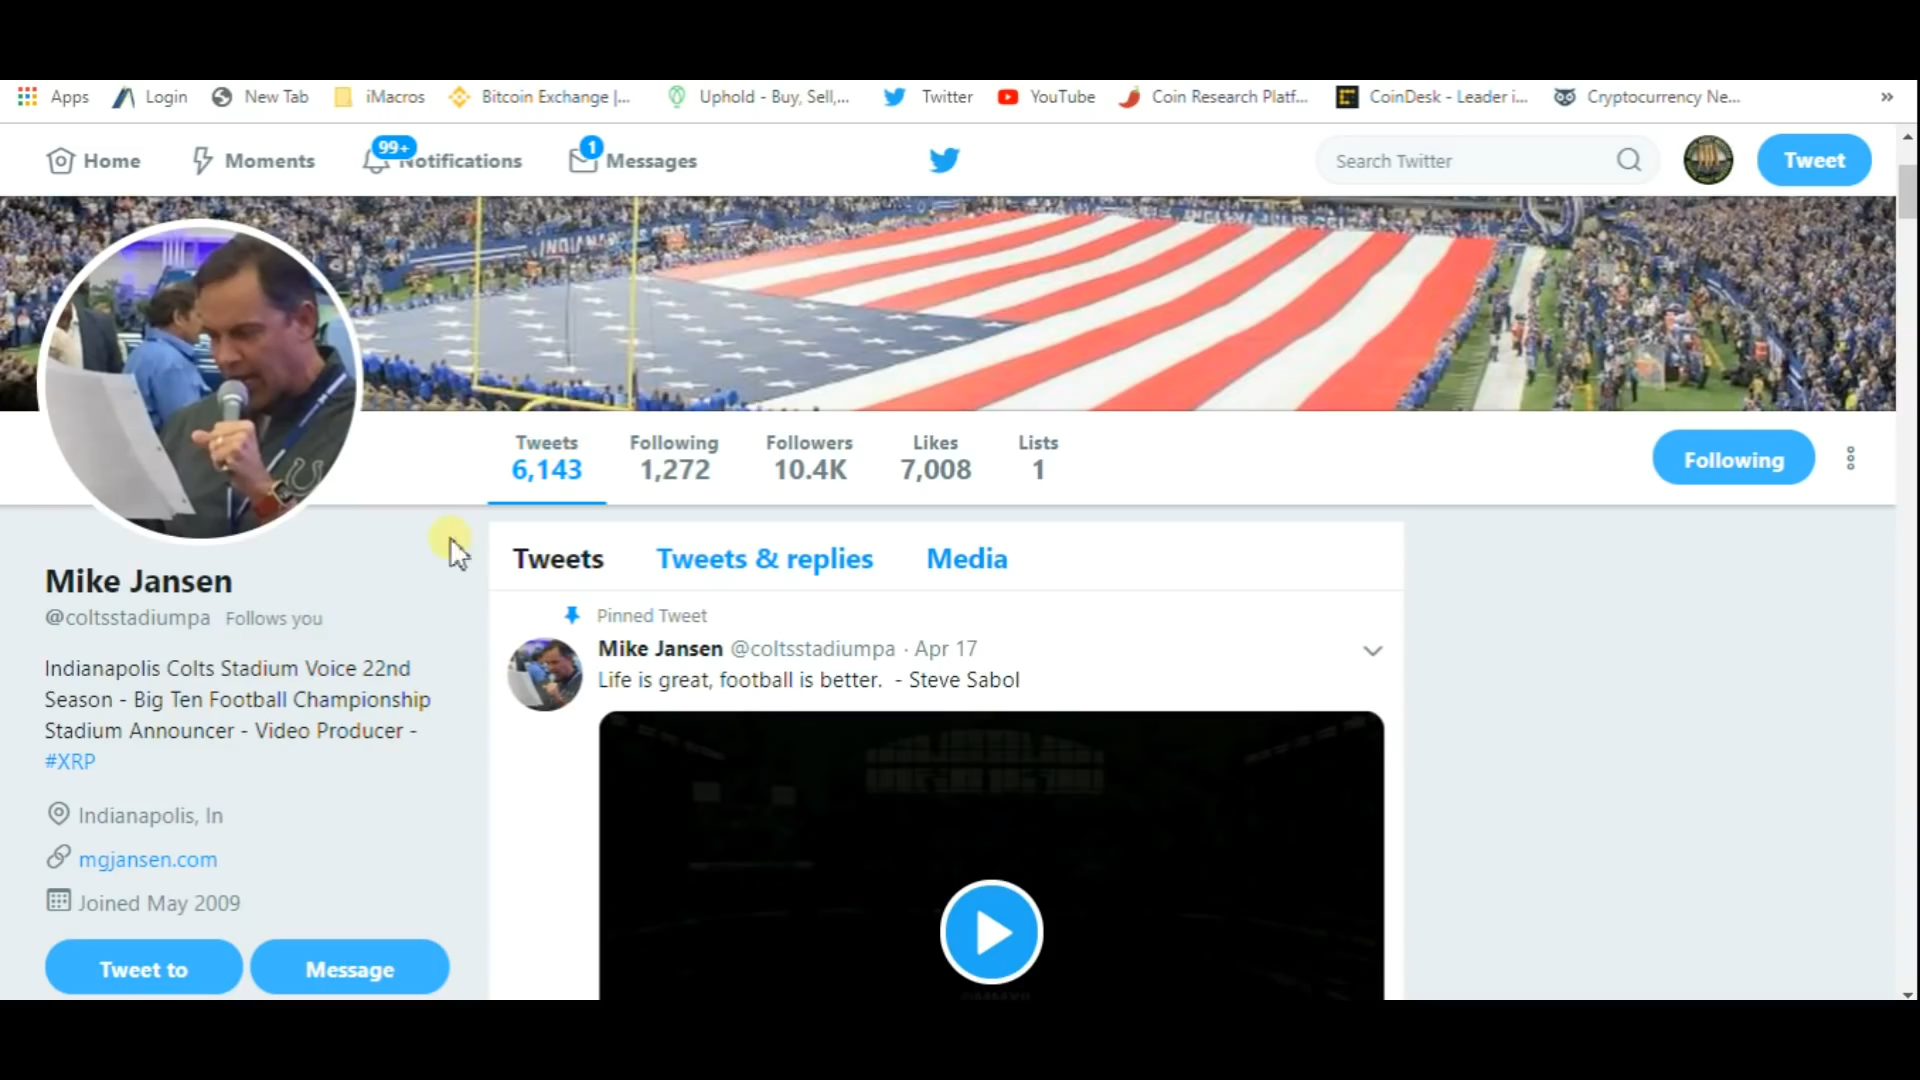 Apps Login New Tab iMacros Bitcoin Exchange |... Uphold - Buy, Sell,... Twitter YouTube Coin Research Platf... CoinDesk - Leader i... Cryptocurrency Ne... »
Home Moments 99+ Notifications 1 Messages Search Twitter Tweet
Tweets Following Followers Likes Lists
6,143 1,272 10.4K 7,008 1
Following
Tweets Tweets & replies Media
Mike Jansen
@coltsstadiumpa Follows you
Indianapolis Colts Stadium Voice 22nd
Season - Big Ten Football Championship
Stadium Announcer - Video Producer -
#XRP
Indianapolis, In
mgjansen.com
Joined May 2009
Tweet to Message
Pinned Tweet
Mike Jansen @coltsstadiumpa · Apr 17
Life is great, football is better. - Steve Sabol